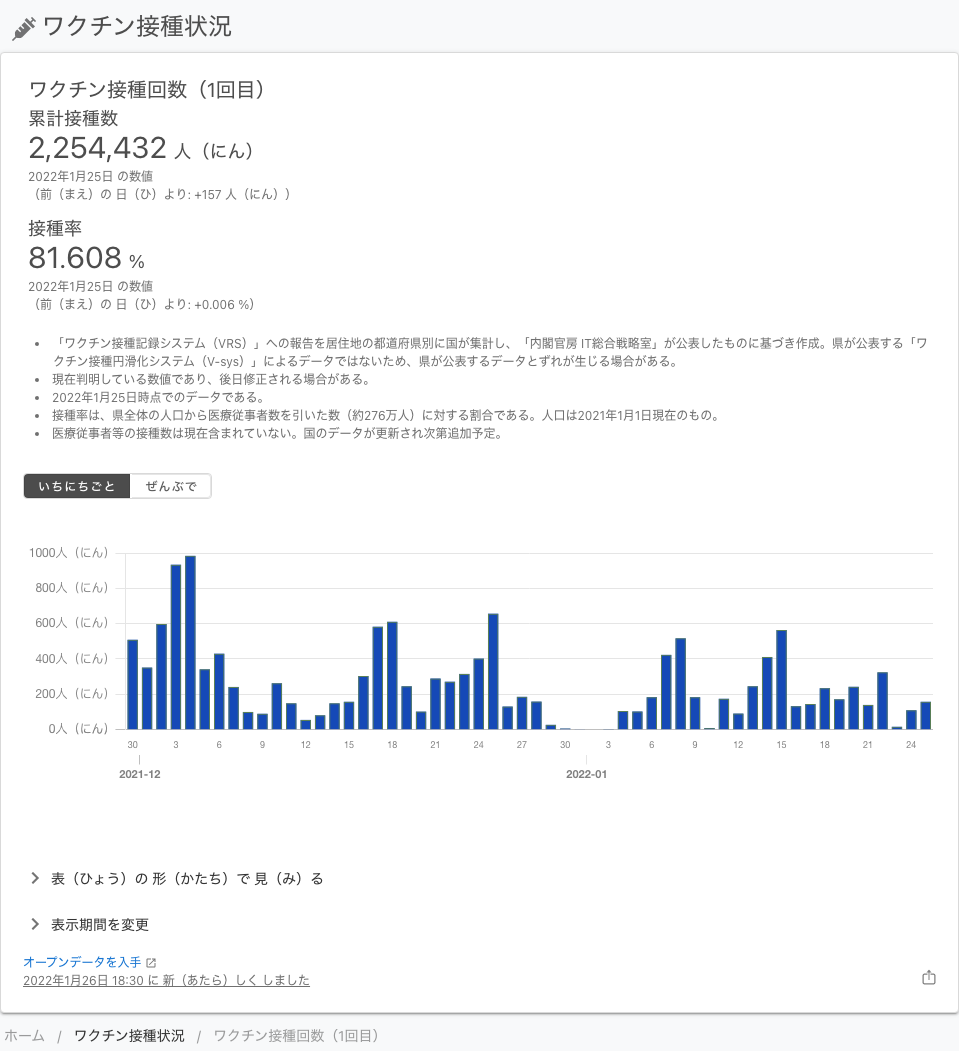 ワクチン接種状況
ワクチン接種回数（1回目）
累計接種数
2,254,432 人（にん）
2022年1月25日 の数値
（前（まえ）の 日（ひ）より: +157 人（にん））
接種率
81.608 %
2022年1月25日 の数値
（前（まえ）の 日（ひ）より: +0.006 %）
• 「ワクチン接種記録システム（VRS）」への報告を居住地の都道府県別に国が集計し、「内閣官房 IT総合戦略室」が公表したものに基づき作成。県が公表する「ワ
クチン接種円滑化システム（V-sys）」によるデータではないため、県が公表するデータとずれが生じる場合がある。
• 現在判明している数値であり、後日修正される場合がある。
• 2022年1月25日時点でのデータである。
• 接種率は、県全体の人口から医療従事者数を引いた数（約276万人）に対する割合である。人口は2021年1月1日現在のもの。
• 医療従事者等の接種数は現在含まれていない。国のデータが更新され次第追加予定。
いちにちごと ぜんぶで
1000人（にん）
800人（にん）
600人（にん）
400人（にん）
200人（にん）
0人（にん）
30 3 6 9 12 15 18 21 24 27 30 3 6 9 12 15 18 21 24
2021-12 2022-01
表（ひょう）の 形（かたち）で 見（み）る
表示期間を変更
オープンデータを入手
2022年1月26日 18:30 に 新（あたら）しく しました
ホーム / ワクチン接種状況 / ワクチン接種回数（1回目）